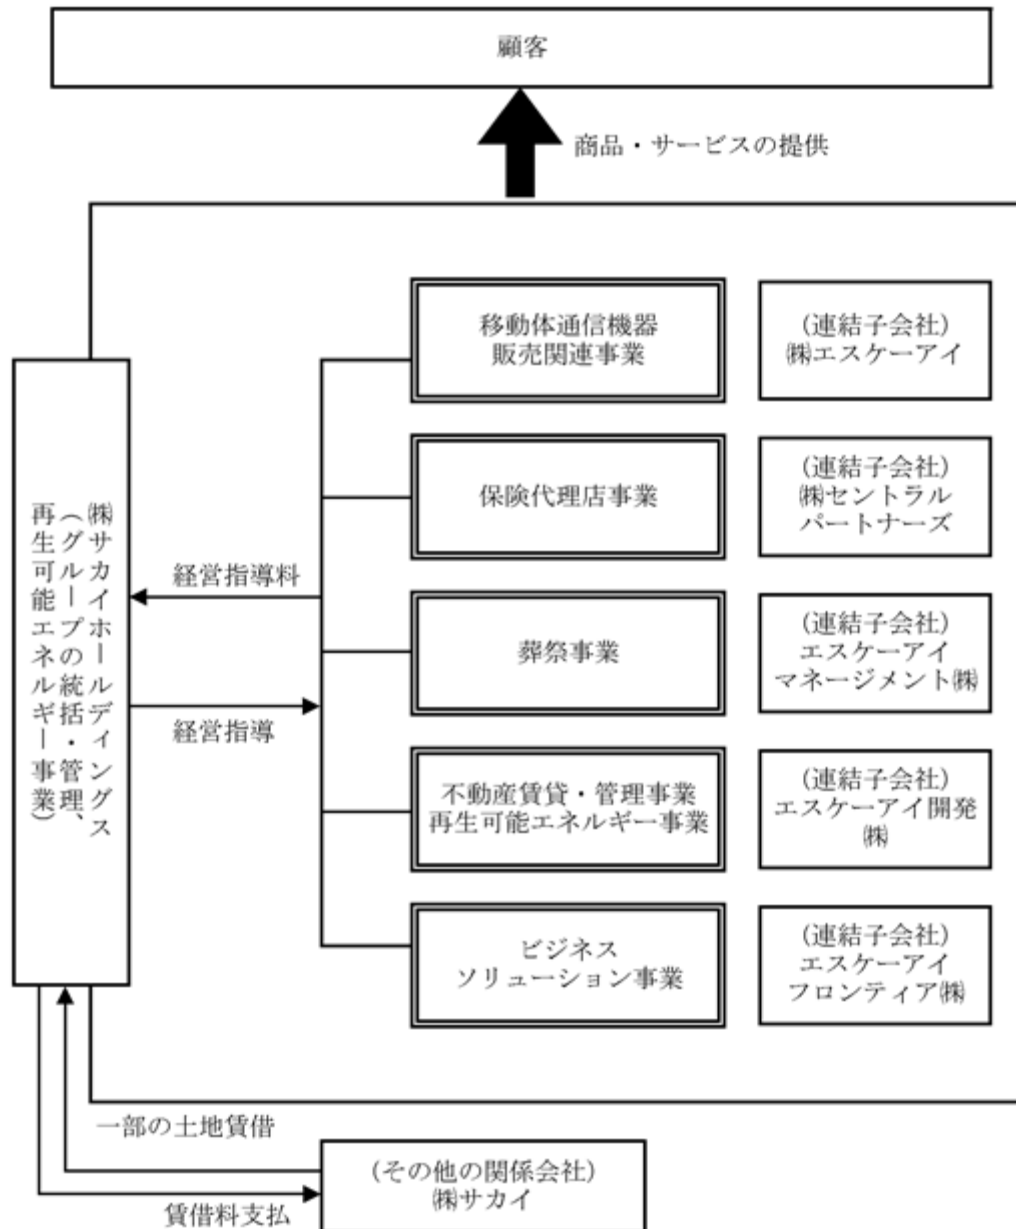 顧客
商品・サービスの提供
移動体通信機器
販売関連事業
(連結子会社)
㈱エスケーアイ
保険代理店事業
(連結子会社)
㈱セントラル
パートナーズ
㈱サカイホールディングス
(グループの統括・管理、
再生可能エネルギー事業)
経営指導料
経営指導
葬祭事業
(連結子会社)
エスケーアイ
マネージメント㈱
不動産賃貸・管理事業
再生可能エネルギー事業
(連結子会社)
エスケーアイ開発
㈱
ビジネス
ソリューション事業
(連結子会社)
エスケーアイ
フロンティア㈱
一部の土地賃借
(その他の関係会社)
㈱サカイ
賃借料支払